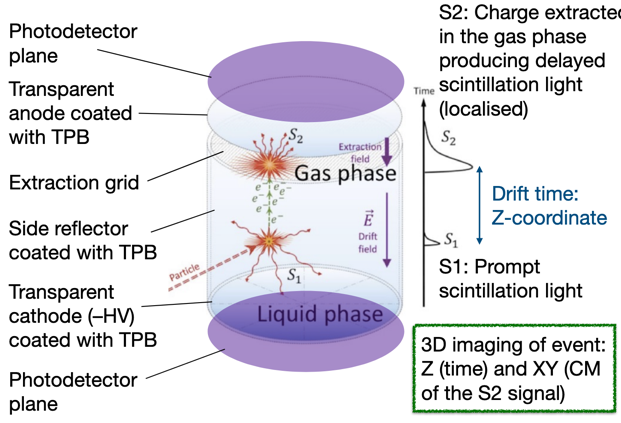 Photodetector
plane
Transparent
anode coated
with TPB
Extraction grid
Side reflector
coated with TPB
Transparent
cathode (–HV)
coated with TPB
Photodetector
plane
S2
Extraction
field
Gas phase
e⁻ e⁻
e⁻
e⁻ e⁻
e⁻
E
Drift
field
Particle
S1
Liquid phase
S2: Charge extracted
in the gas phase
producing delayed
scintillation light
(localised)
Time
S2
Drift time:
Z-coordinate
S1
S1: Prompt
scintillation light
3D imaging of event:
Z (time) and XY (CM
of the S2 signal)